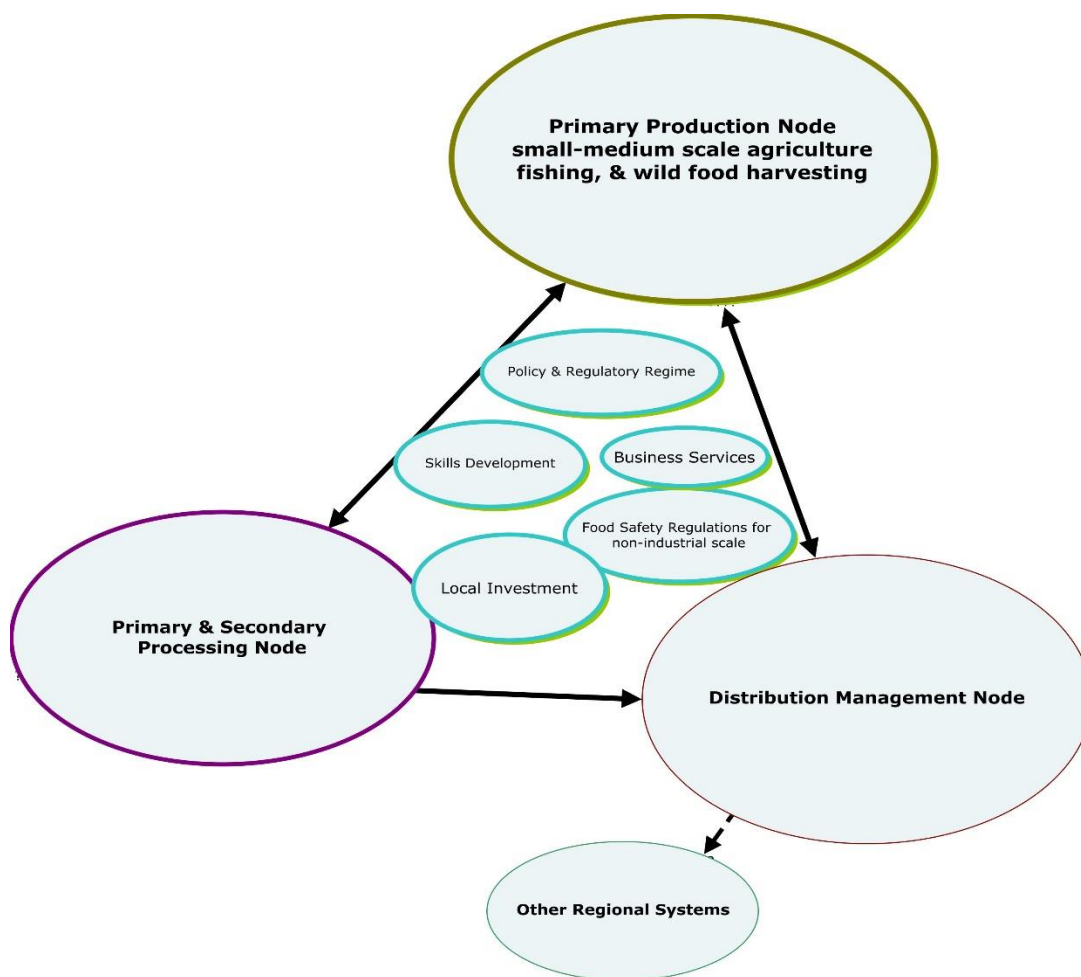 Primary Production Node
small-medium scale agriculture
fishing, & wild food harvesting
Policy & Regulatory Regime
Skills Development
Business Services
Food Safety Regulations for
non-industrial scale
Local Investment
Primary & Secondary
Processing Node
Distribution Management Node
Other Regional Systems